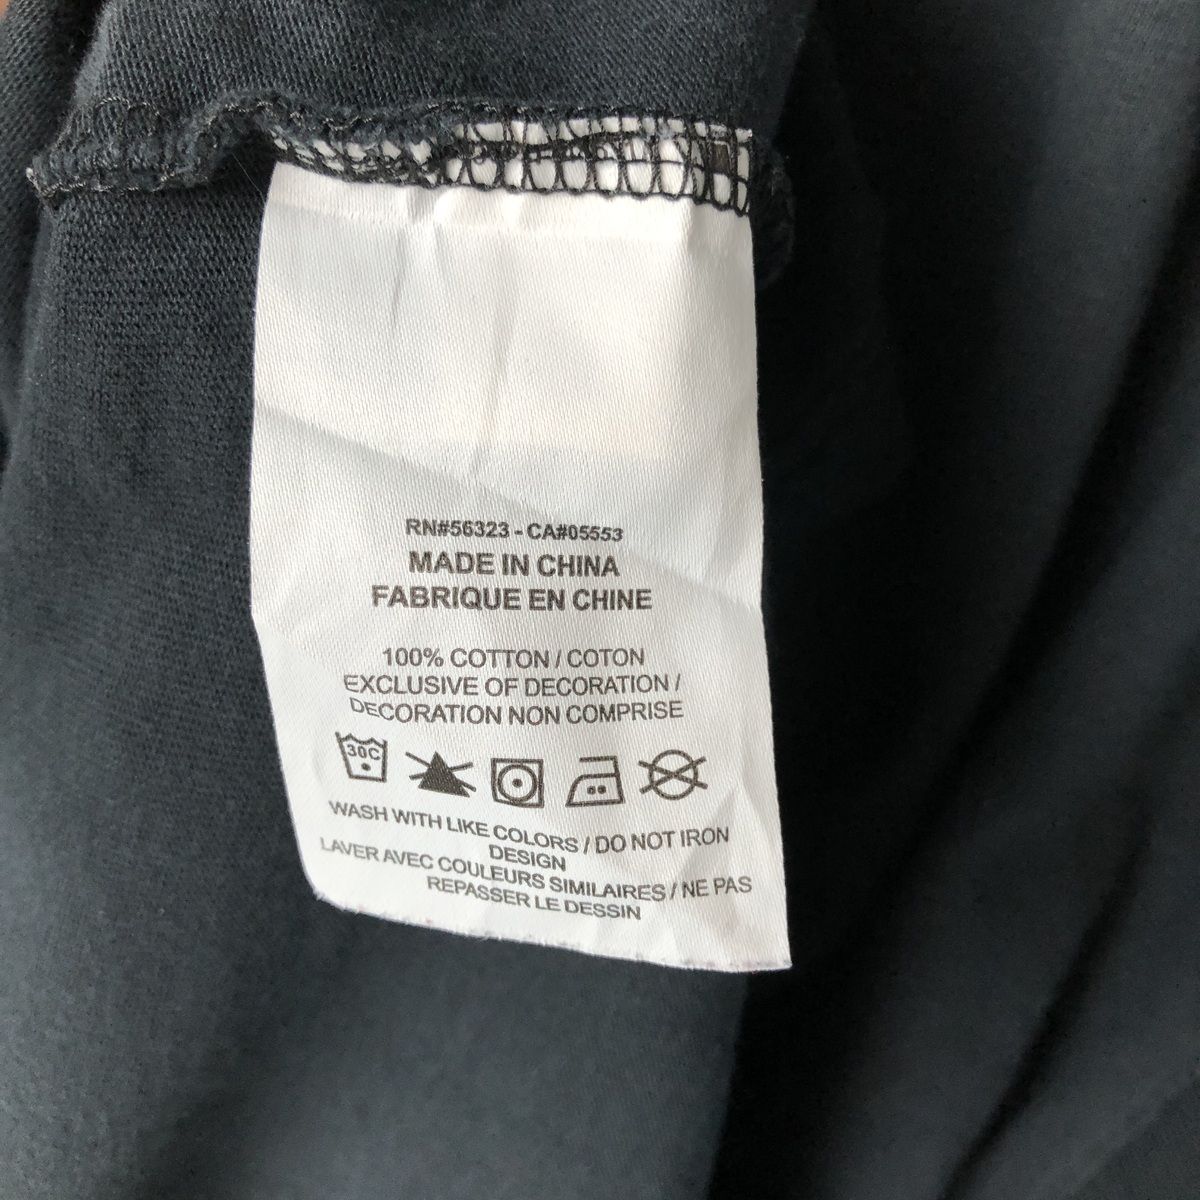 RN#56323 - CA#05553
MADE IN CHINA
FABRIQUE EN CHINE
100% COTTON / COTON
EXCLUSIVE OF DECORATION /
DECORATION NON COMPRISE
30C
WASH WITH LIKE COLORS / DO NOT IRON
DESIGN
LAVER AVEC COULEURS SIMILAIRES / NE PAS
REPASSER LE DESSIN